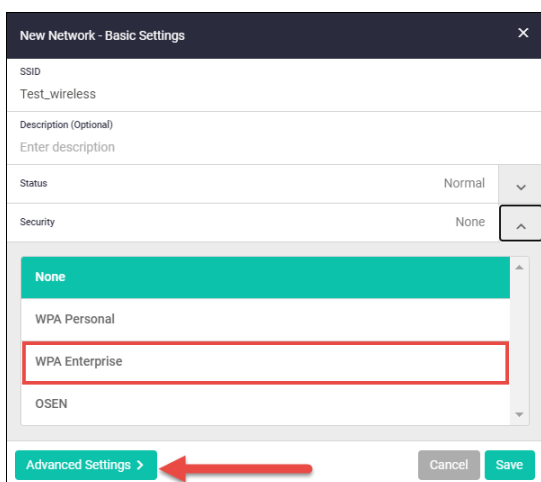 New Network - Basic Settings
SSID
Test_wireless
Description (Optional)
Enter description
Status Normal
Security None
None
WPA Personal
WPA Enterprise
OSEN
Advanced Settings > Cancel Save